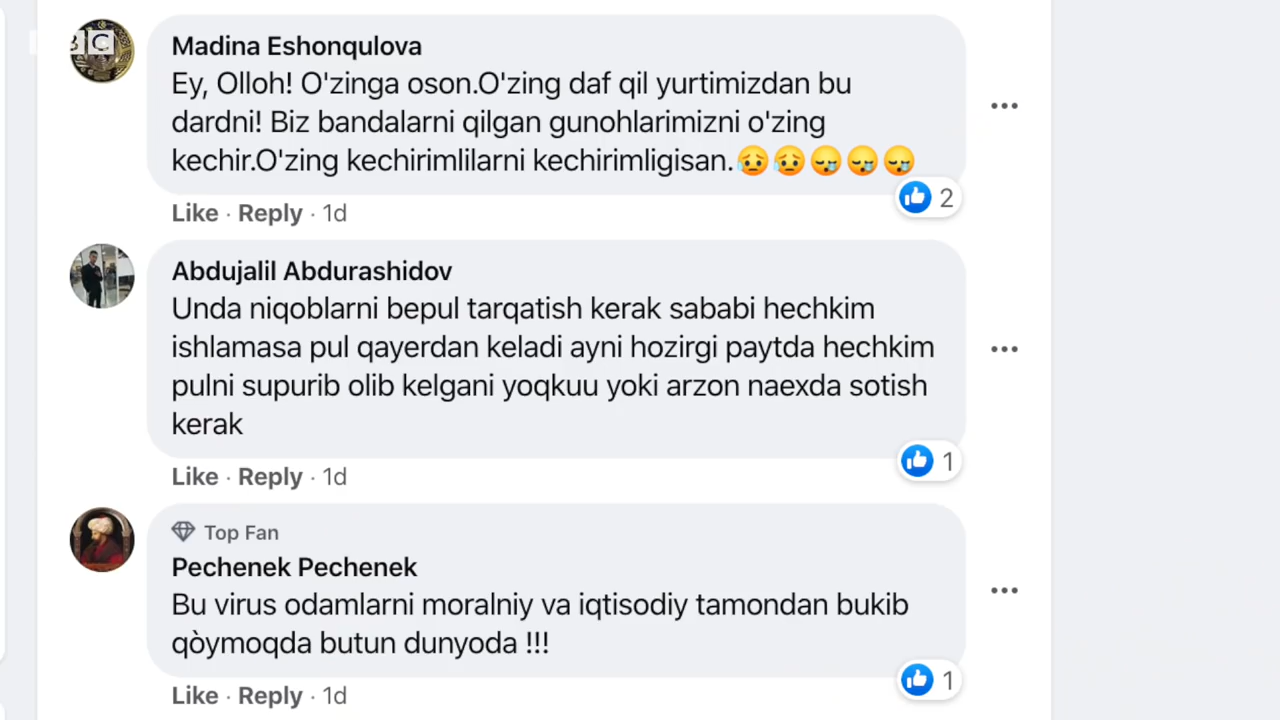 BBC
Madina Eshonqulova
Ey, Olloh! O'zinga oson.O'zing daf qil yurtimizdan bu
dardni! Biz bandalarni qilgan gunohlarimizni o'zing
kechir.O'zing kechirimlilarni kechirimligisan.😥😥😪😪😪
2
Like · Reply · 1d
Abdujalil Abdurashidov
Unda niqoblarni bepul tarqatish kerak sababi hechkim
ishlamasa pul qayerdan keladi ayni hozirgi paytda hechkim
pulni supurib olib kelgani yoqkuu yoki arzon naexda sotish
kerak
1
Like · Reply · 1d
Top Fan
Pechenek Pechenek
Bu virus odamlarni moralniy va iqtisodiy tamondan bukib
qòymoqda butun dunyoda !!!
1
Like · Reply · 1d